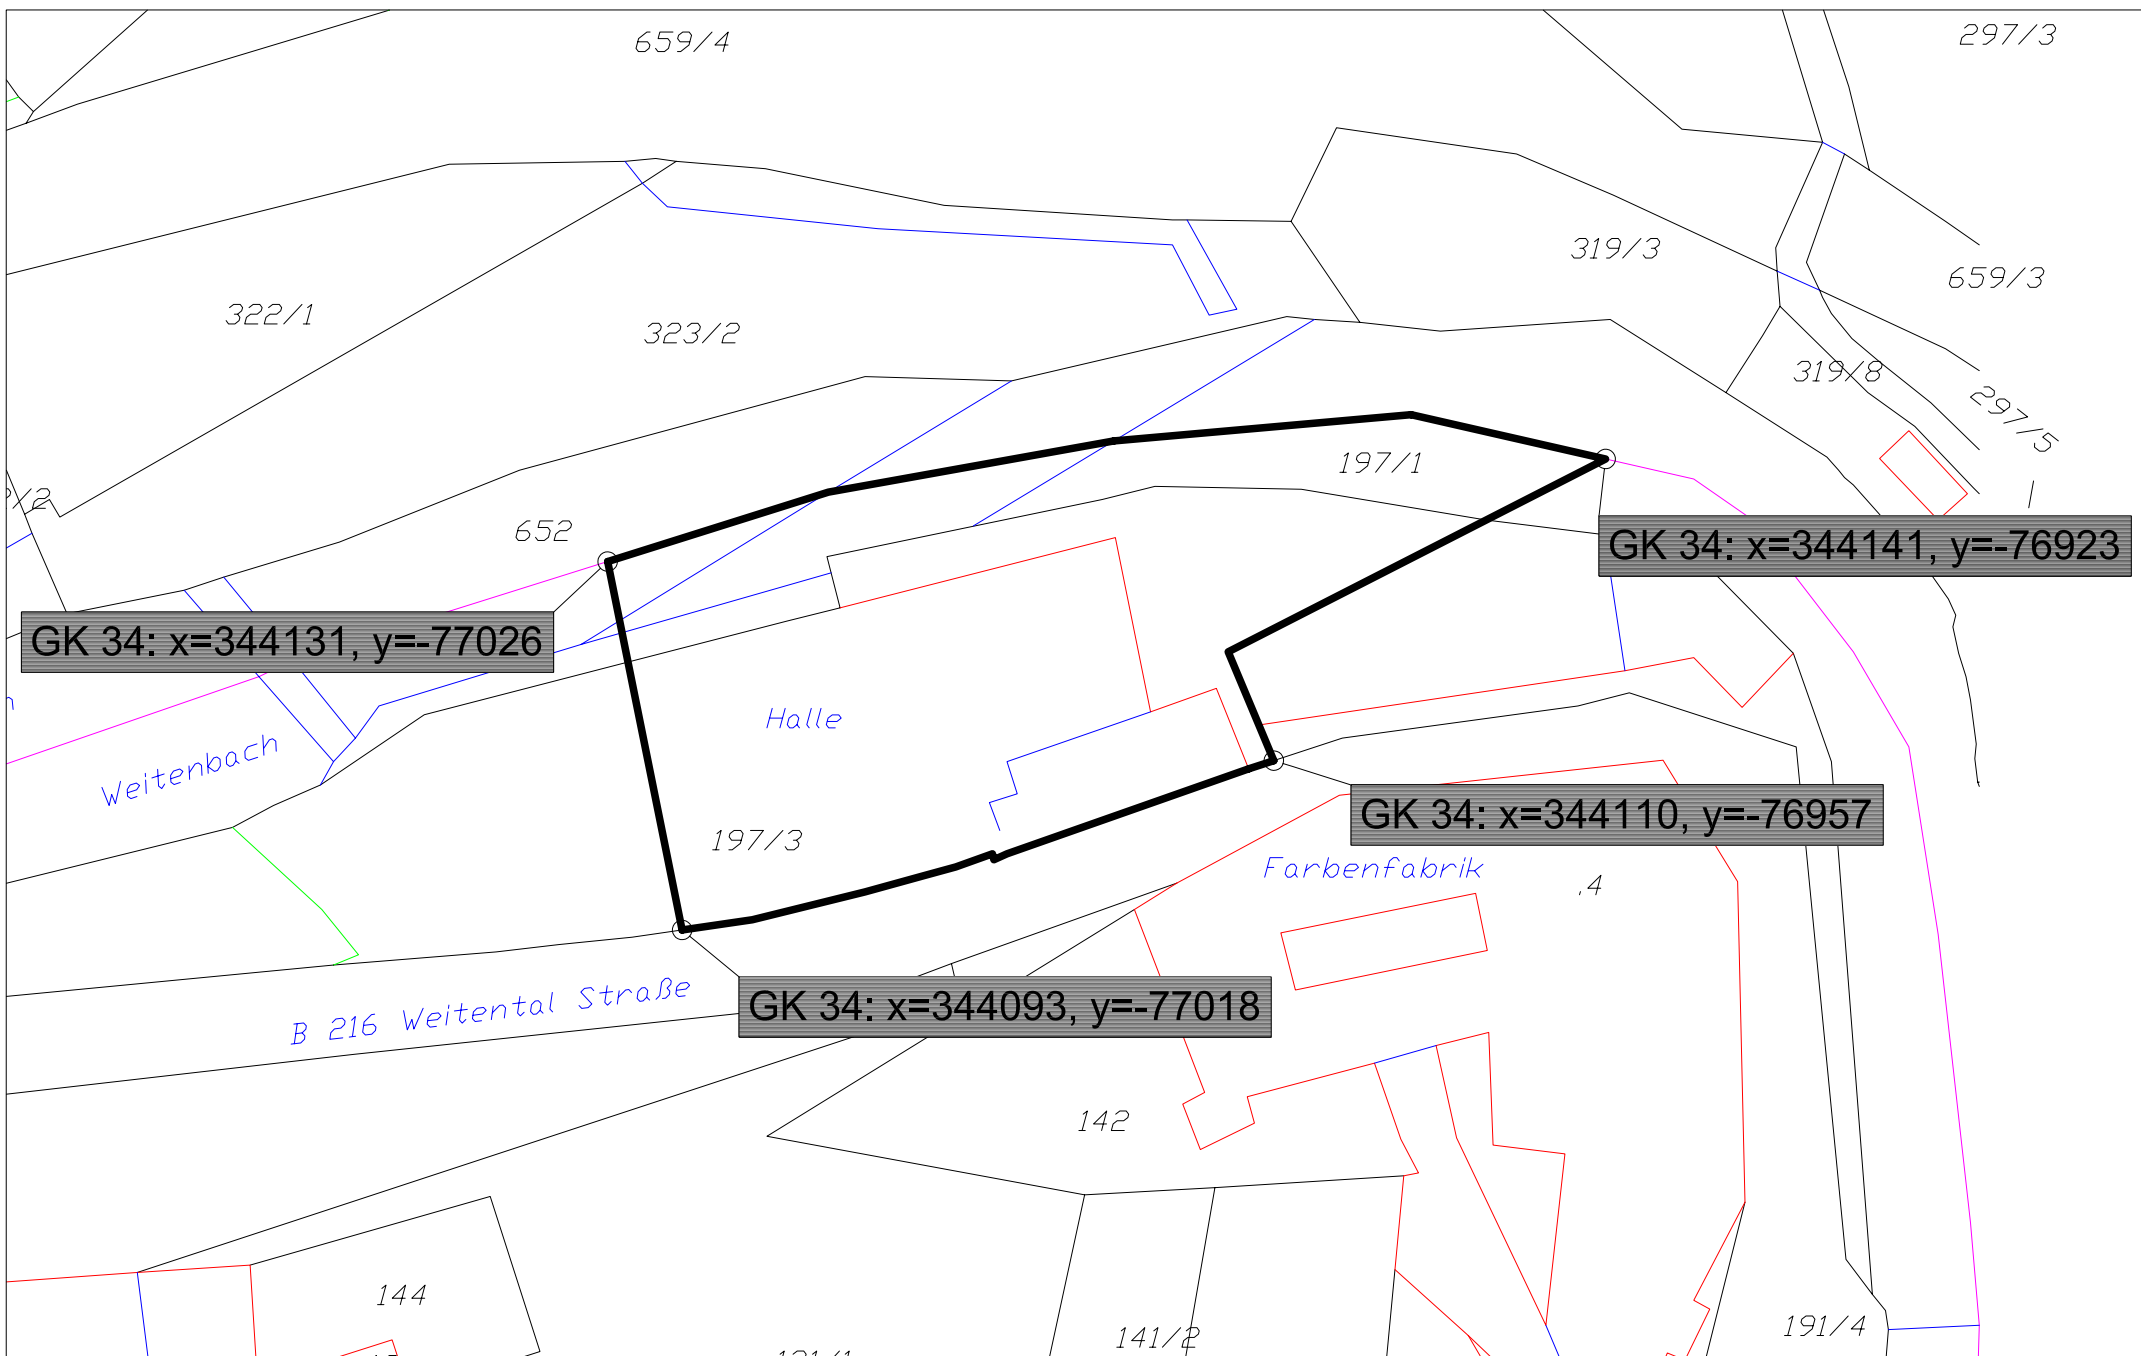 659/4
297/3
319/3
659/3
322/1
323/2
319/8
297/5
197/1
/2
652
GK 34: x=344141, y=-76923
GK 34: x=344131, y=-77026
Halle
Weitenbach
GK 34: x=344110, y=-76957
197/3
Farbenfabrik
.4
B 216 Weitental Straße
GK 34: x=344093, y=-77018
142
144
141/2
191/4